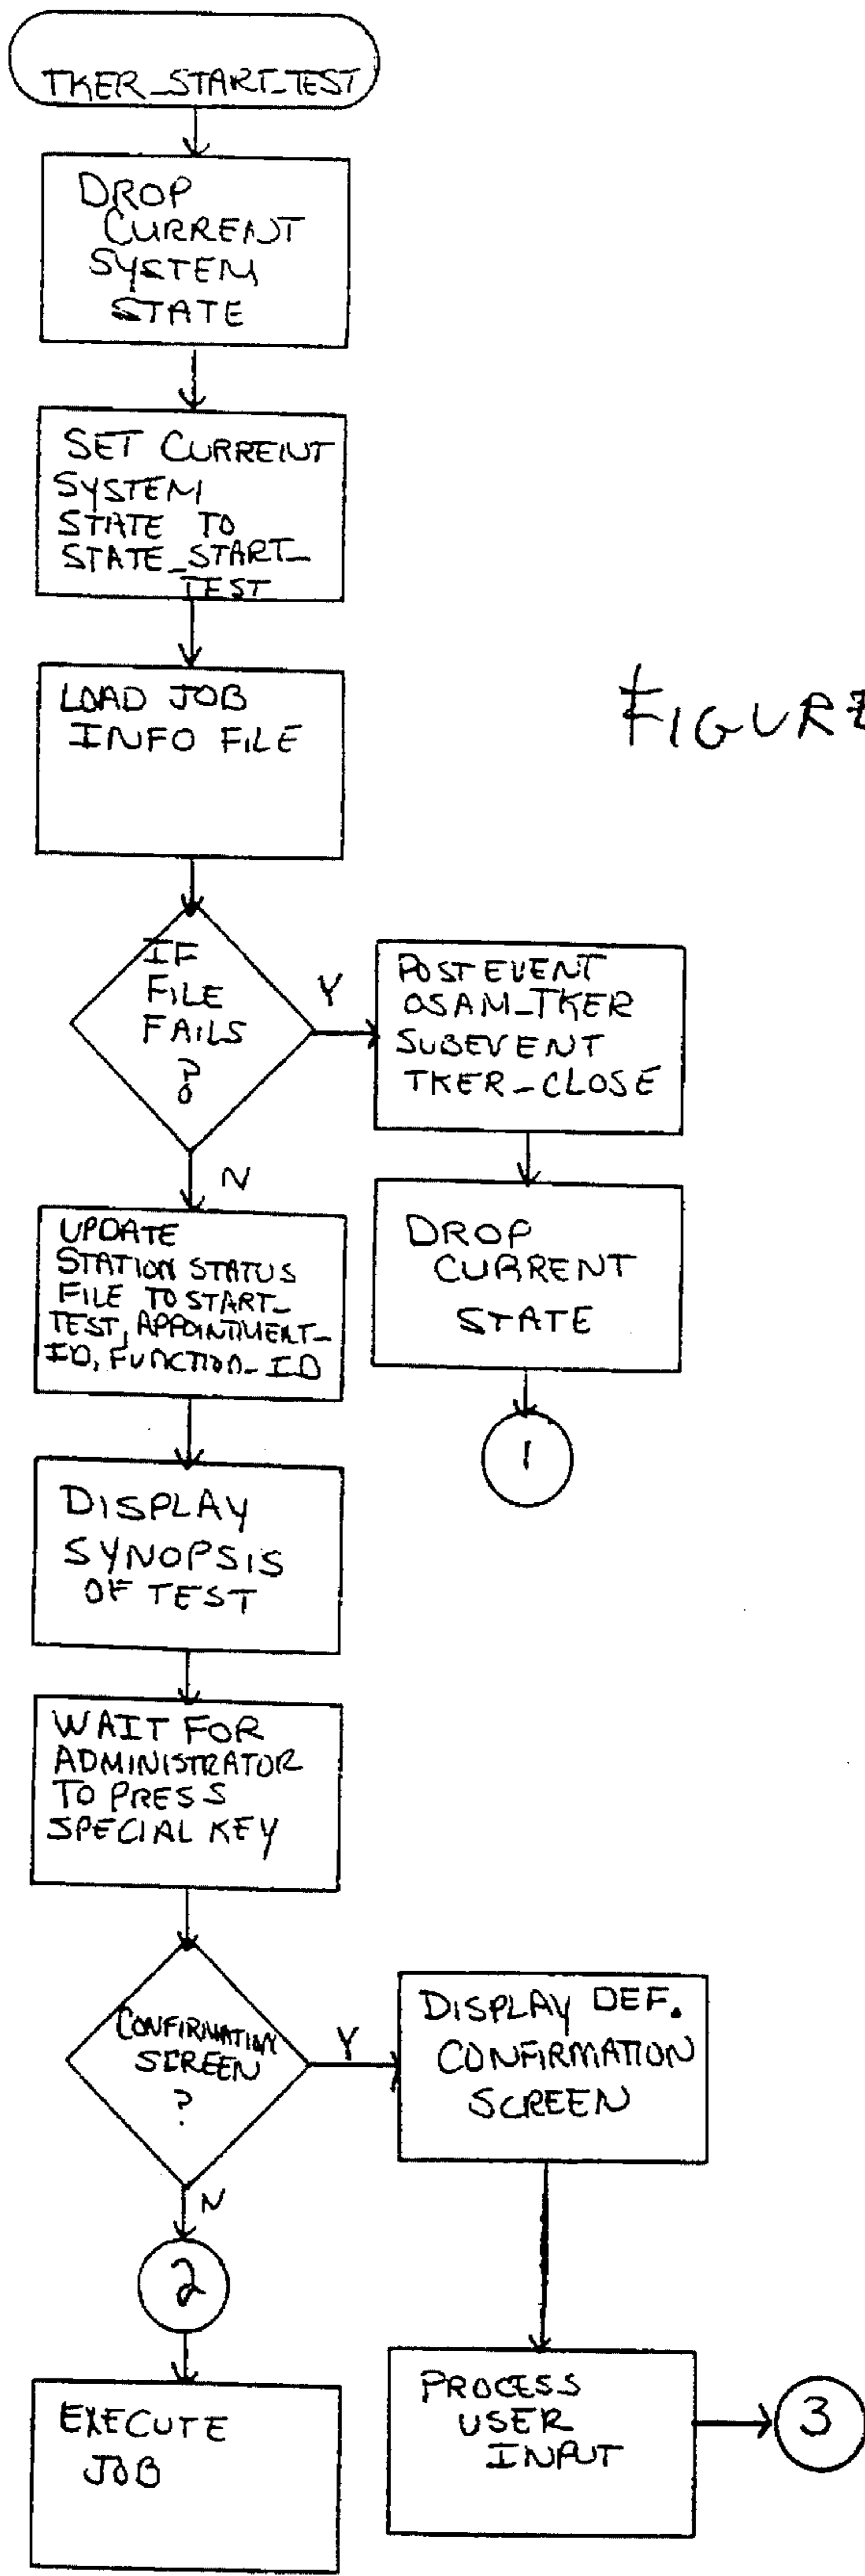 TKER_START_TEST
DROP
CURRENT
SYSTEM
STATE
SET CURRENT
SYSTEM
STATE TO
STATE_START_
TEST
LOAD JOB
INFO FILE
FIGURE
IF
FILE
FAILS
?
Y
POST EVENT
OSAM_TKER
SUBEVENT
TKER_CLOSE
N
DROP
CURRENT
STATE
1
UPDATE
STATION STATUS
FILE TO START_
TEST, APPOINTMENT_
ID, FUNCTION_ID
DISPLAY
SYNOPSIS
OF TEST
WAIT FOR
ADMINISTRATOR
TO PRESS
SPECIAL KEY
CONFIRMATION
SCREEN
?
Y
DISPLAY DEF.
CONFIRMATION
SCREEN
N
2
EXECUTE
JOB
PROCESS
USER
INPUT
3